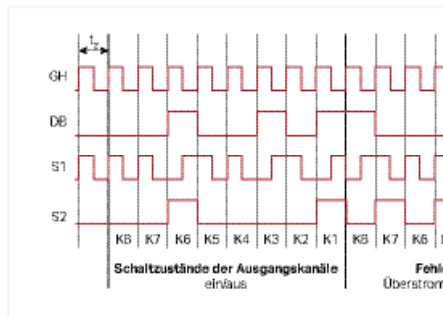 tz
GH
DB
S1
S2
K8 K7 K6 K5 K4 K3 K2 K1 K8 K7 K6
Schaltzustände der Ausgangskanäle
ein/aus
Fehle
Überstrom